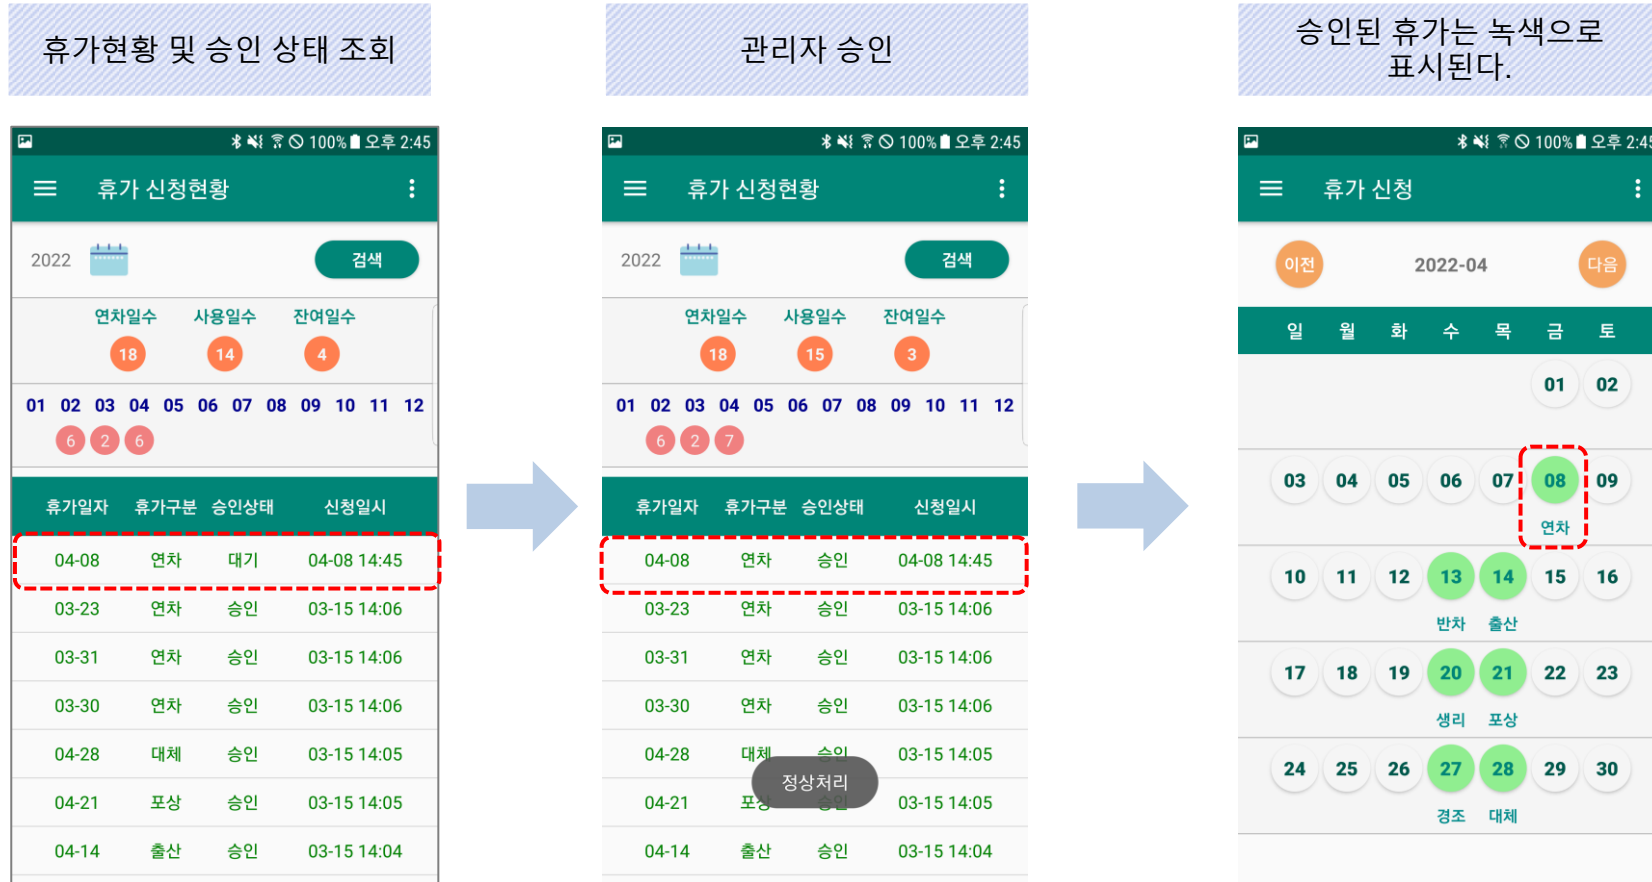 휴가현황 및 승인 상태 조회
100% 오후 2:45
휴가 신청현황
2022
검색
연차일수 사용일수 잔여일수
18 14 4
01 02 03 04 05 06 07 08 09 10 11 12
6 2 6
휴가일자 휴가구분 승인상태 신청일시
04-08 연차 대기 04-08 14:45
03-23 연차 승인 03-15 14:06
03-31 연차 승인 03-15 14:06
03-30 연차 승인 03-15 14:06
04-28 대체 승인 03-15 14:05
04-21 포상 승인 03-15 14:05
04-14 출산 승인 03-15 14:04
관리자 승인
100% 오후 2:45
휴가 신청현황
2022
검색
연차일수 사용일수 잔여일수
18 15 3
01 02 03 04 05 06 07 08 09 10 11 12
6 2 7
휴가일자 휴가구분 승인상태 신청일시
04-08 연차 승인 04-08 14:45
03-23 연차 승인 03-15 14:06
03-31 연차 승인 03-15 14:06
03-30 연차 승인 03-15 14:06
04-28 대체 승인 03-15 14:05
정상처리
04-21 포상 승인 03-15 14:05
04-14 출산 승인 03-15 14:04
승인된 휴가는 녹색으로
표시된다.
100% 오후 2:45
휴가 신청
이전 2022-04 다음
일 월 화 수 목 금 토
01 02
03 04 05 06 07 08 09
연차
10 11 12 13 14 15 16
반차 출산
17 18 19 20 21 22 23
생리 포상
24 25 26 27 28 29 30
경조 대체